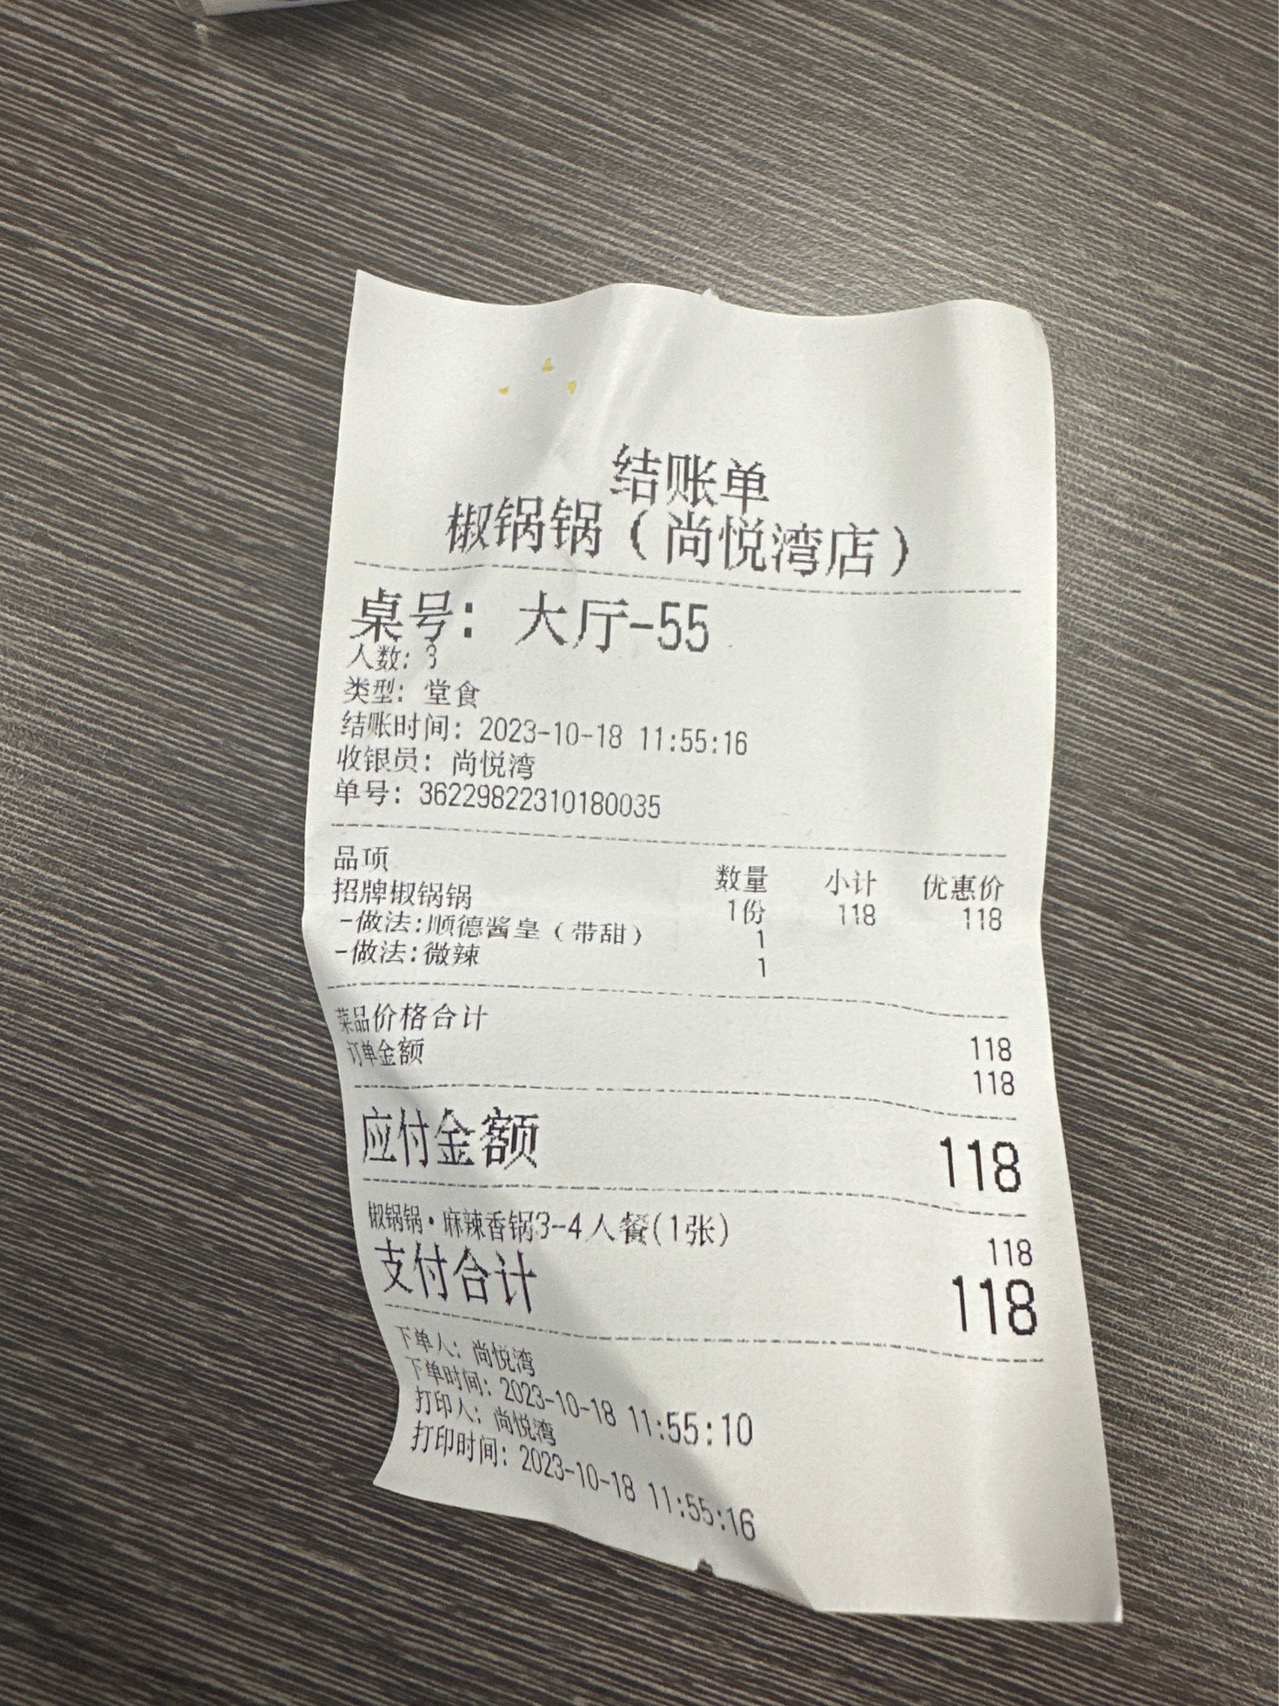 结账单
椒锅锅（尚悦湾店）
桌号：大厅-55
人数：3
类型：堂食
结账时间：2023-10-18 11:55:16
收银员：尚悦湾
单号：36229822310180035
品项 数量 小计 优惠价
招牌椒锅锅 1份 118 118
-做法:顺德酱皇（带甜） 1
-做法:微辣 1
菜品价格合计 118
订单金额 118
应付金额 118
椒锅锅·麻辣香锅3-4人餐(1张) 118
支付合计 118
下单人：尚悦湾
下单时间：2023-10-18 11:55:10
打印人：尚悦湾
打印时间：2023-10-18 11:55:16